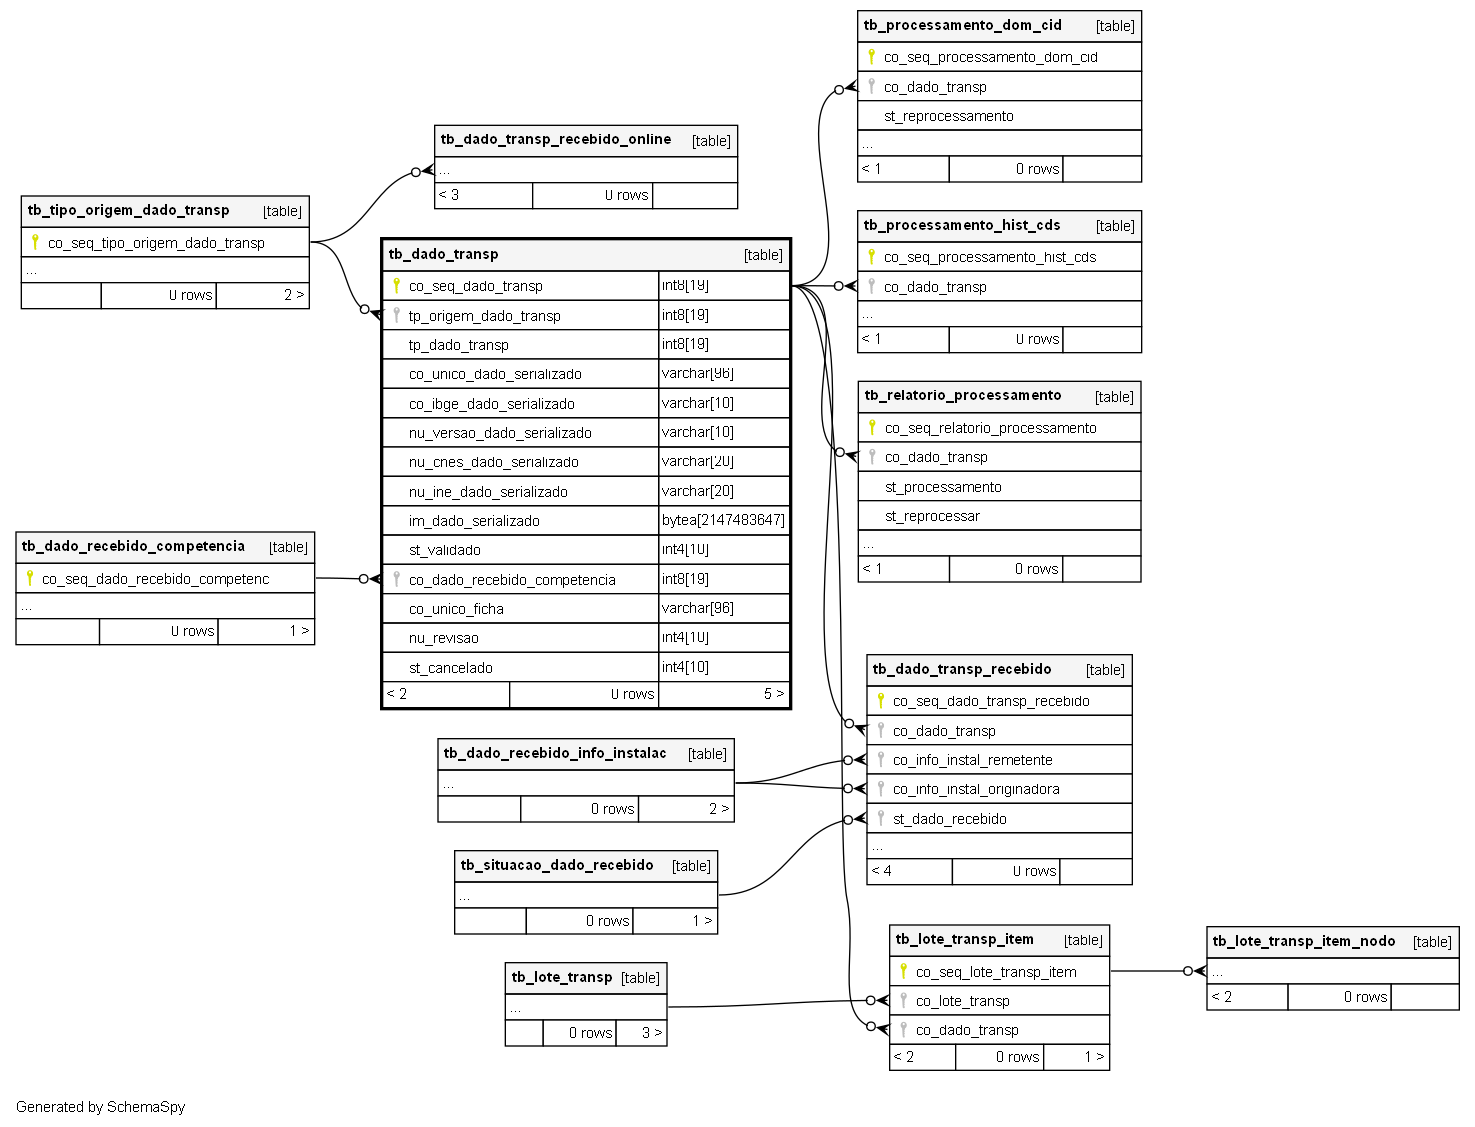 tb_processamento_dom_cid [table]
co_seq_processamento_dom_cid
co_dado_transp
st_reprocessamento
...
< 1 0 rows
tb_dado_transp_recebido_online [table]
...
< 3 0 rows
tb_tipo_origem_dado_transp [table]
co_seq_tipo_origem_dado_transp
...
0 rows 2 >
tb_processamento_hist_cds [table]
co_seq_processamento_hist_cds
co_dado_transp
...
< 1 0 rows
tb_dado_transp [table]
co_seq_dado_transp int8[19]
tp_origem_dado_transp int8[19]
tp_dado_transp int8[19]
co_unico_dado_serializado varchar[96]
co_ibge_dado_serializado varchar[10]
nu_versao_dado_serializado varchar[10]
nu_cnes_dado_serializado varchar[20]
nu_ine_dado_serializado varchar[20]
im_dado_serializado bytea[2147483647]
st_validado int4[10]
co_dado_recebido_competencia int8[19]
co_unico_ficha varchar[96]
nu_revisao int4[10]
st_cancelado int4[10]
< 2 0 rows 5 >
tb_relatorio_processamento [table]
co_seq_relatorio_processamento
co_dado_transp
st_processamento
st_reprocessar
...
< 1 0 rows
tb_dado_recebido_competencia [table]
co_seq_dado_recebido_competenc
...
0 rows 1 >
tb_dado_transp_recebido [table]
co_seq_dado_transp_recebido
co_dado_transp
co_info_instal_remetente
co_info_instal_originadora
st_dado_recebido
...
< 4 0 rows
tb_dado_recebido_info_instalac [table]
...
0 rows 2 >
tb_situacao_dado_recebido [table]
...
0 rows 1 >
tb_lote_transp_item [table]
co_seq_lote_transp_item
co_lote_transp
co_dado_transp
< 2 0 rows 1 >
tb_lote_transp_item_nodo [table]
...
< 2 0 rows
tb_lote_transp [table]
...
0 rows 3 >
Generated by SchemaSpy